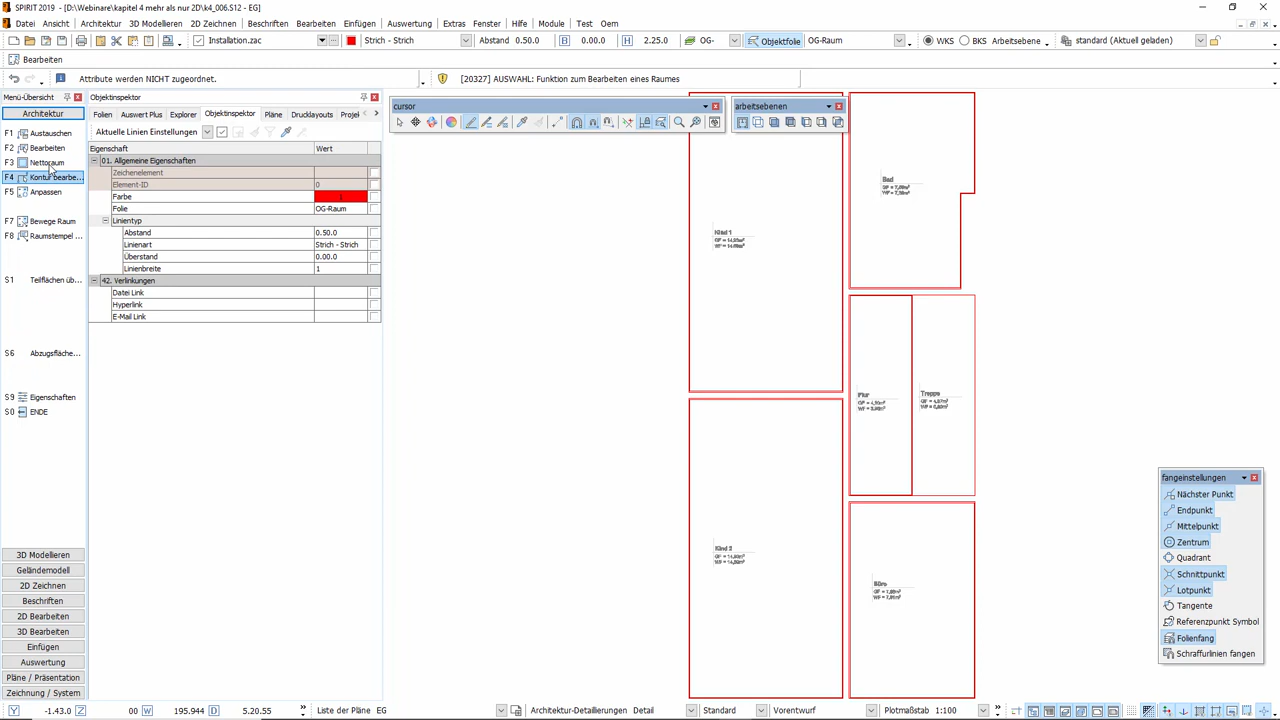 SPIRIT 2019 - [D:\Webinare\kapitel 4 mehr als nur 2D\k4_006.S12 - EG]
Datei Ansicht Architektur 3D Modellieren 2D Zeichnen Beschriften Bearbeiten Einfügen Auswertung Extras Fenster Hilfe Module Test Oem
Installation.zac Strich - Strich Abstand 0.50.0 B 0.00.0 H 2.25.0 OG- Objektfolie OG-Raum WKS BKS Arbeitsebene standard (Aktuell geladen)
Bearbeiten
Attribute werden NICHT zugeordnet. [20327] AUSWAHL: Funktion zum Bearbeiten eines Raumes
Menü-Übersicht
Architektur
F1 Austauschen
F2 Bearbeiten
F3 Nettoraum
F4 Kontur bearbe...
F5 Anpassen
F7 Bewege Raum
F8 Raumstempel ...
S1 Teilflächen üb...
S6 Abzugsfläche...
S9 Eigenschaften
S0 ENDE
3D Modellieren
Geländemodell
2D Zeichnen
Beschriften
2D Bearbeiten
3D Bearbeiten
Einfügen
Auswertung
Pläne / Präsentation
Zeichnung / System
Objektinspektor
Folien Auswert Plus Explorer Objektinspektor Pläne Drucklayouts Projek
Aktuelle Linien Einstellungen
Eigenschaft Wert
01. Allgemeine Eigenschaften
Zeichenelement
Element-ID 0
Farbe 1
Folie OG-Raum
Linientyp
Abstand 0.50.0
Linienart Strich - Strich
Überstand 0.00.0
Linienbreite 1
42. Verlinkungen
Datei Link
Hyperlink
E-Mail Link
cursor
arbeitsebenen
Bad
Kind 1
Flur
Treppe
Kind 2
Büro
fangeinstellungen
Nächster Punkt
Endpunkt
Mittelpunkt
Zentrum
Quadrant
Schnittpunkt
Lotpunkt
Tangente
Referenzpunkt Symbol
Folienfang
Schraffurlinien fangen
Y -1.43.0 Z 00 W 195.944 D 5.20.55 Liste der Pläne EG Architektur-Detaillierungen Detail Standard Vorentwurf Plotmaßstab 1:100